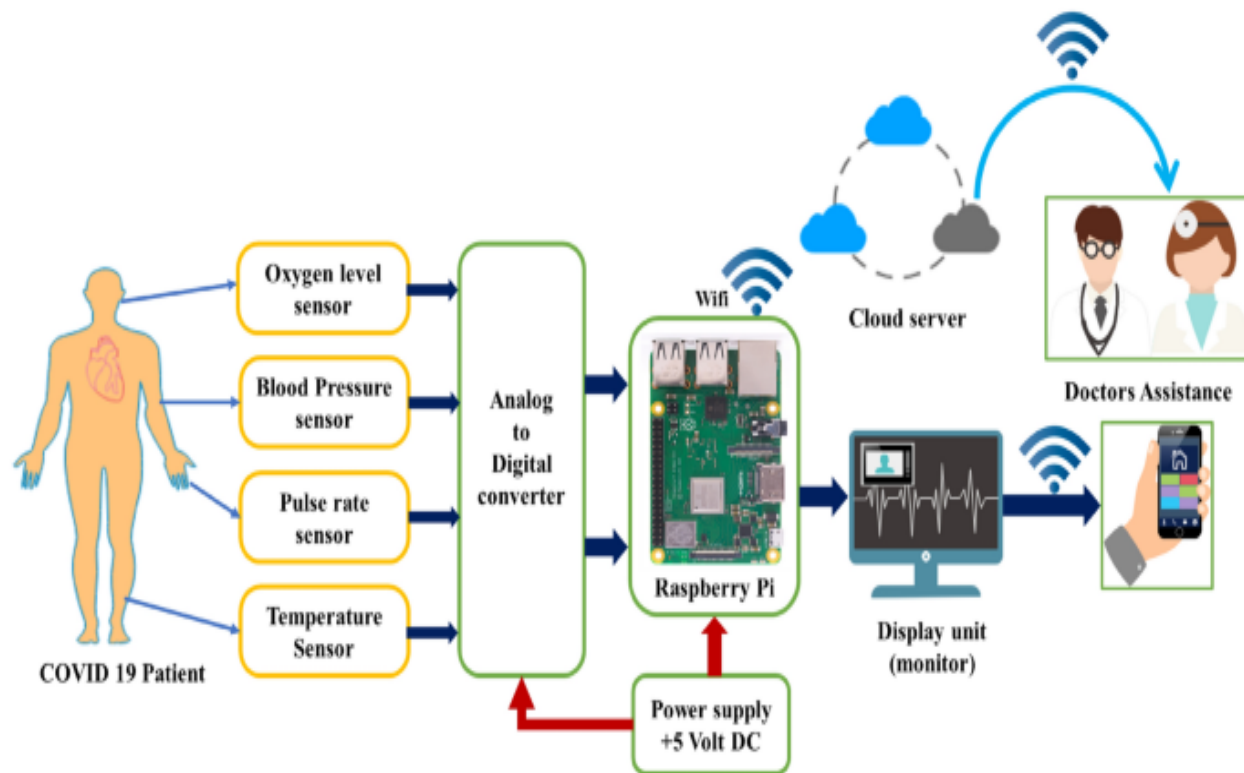 Oxygen level
sensor
Blood Pressure
sensor
Pulse rate
sensor
Temperature
Sensor
COVID 19 Patient
Analog
to
Digital
converter
Wifi
Raspberry Pi
Power supply
+5 Volt DC
Cloud server
Doctors Assistance
Display unit
(monitor)